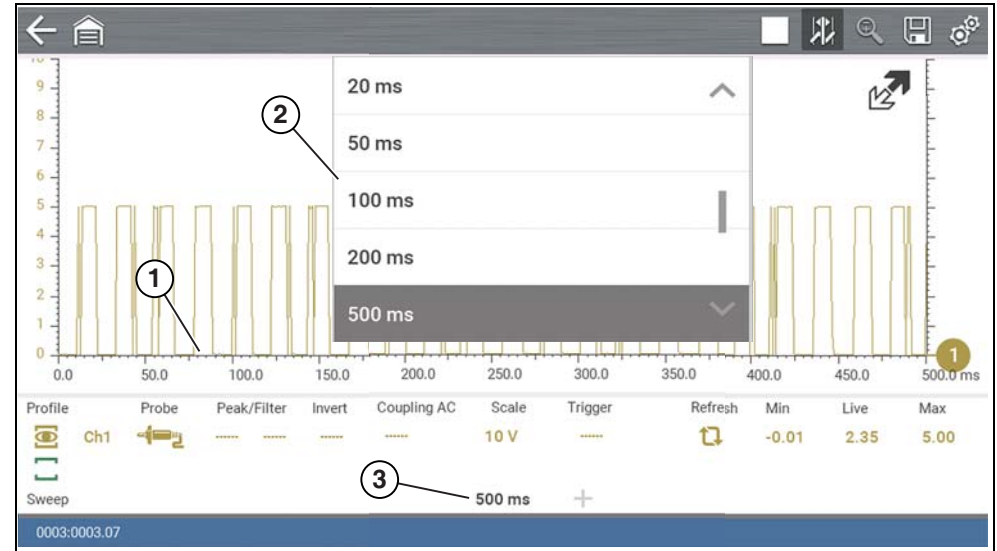 10
9
8
7
6
5
4
3
2
1
0
20 ms
50 ms
100 ms
200 ms
500 ms
2
1
1
0.0 50.0 100.0 150.0 200.0 250.0 300.0 350.0 400.0 450.0 500.0 ms
Profile Probe Peak/Filter Invert Coupling AC Scale Trigger Refresh Min Live Max
Ch1 ------ ------ ------ ------ 10 V ------ -0.01 2.35 5.00
3
Sweep 500 ms +
0003:0003.07